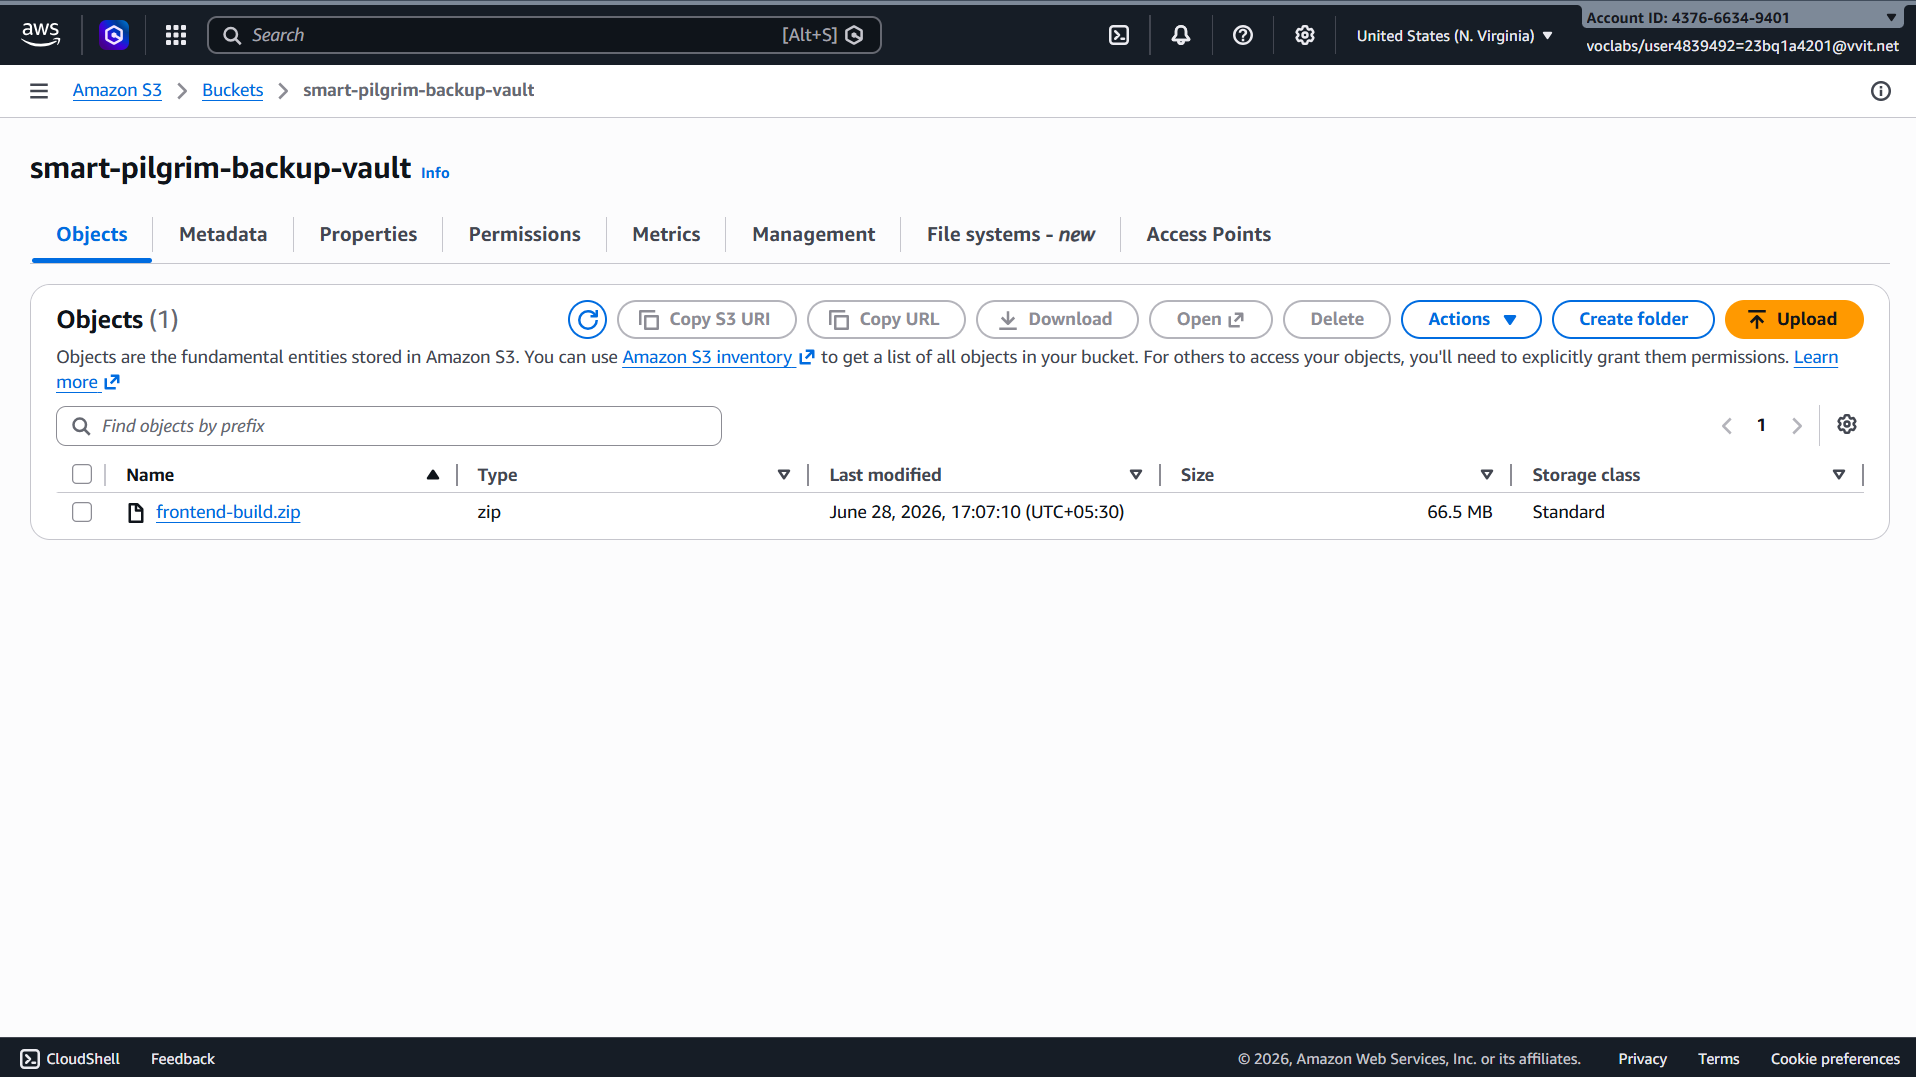 aws
Search
[Alt+S]
United States (N. Virginia)
Account ID: 4376-6634-9401
voclabs/user4839492=23bq1a4201@vvit.net
Amazon S3
Buckets
smart-pilgrim-backup-vault
smart-pilgrim-backup-vault Info
Objects
Metadata
Properties
Permissions
Metrics
Management
File systems - new
Access Points
Objects (1)
Copy S3 URI
Copy URL
Download
Open
Delete
Actions
Create folder
Upload
Objects are the fundamental entities stored in Amazon S3. You can use Amazon S3 inventory to get a list of all objects in your bucket. For others to access your objects, you'll need to explicitly grant them permissions. Learn
more
Find objects by prefix
1
Name
Type
Last modified
Size
Storage class
frontend-build.zip
zip
June 28, 2026, 17:07:10 (UTC+05:30)
66.5 MB
Standard
CloudShell
Feedback
© 2026, Amazon Web Services, Inc. or its affiliates.
Privacy
Terms
Cookie preferences